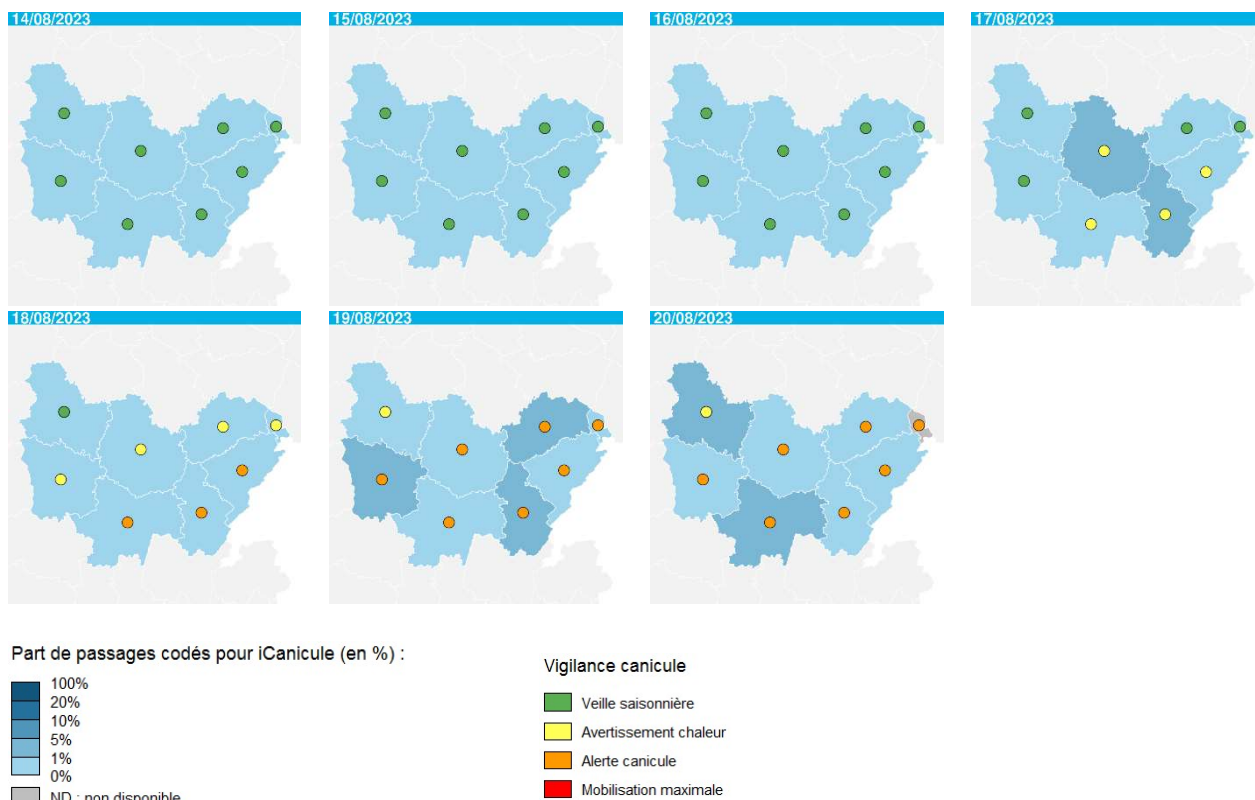 14/08/2023
15/08/2023
16/08/2023
17/08/2023
18/08/2023
19/08/2023
20/08/2023
Part de passages codés pour iCanicule (en %) :
100%
20%
10%
5%
1%
0%
ND : non disponible
Vigilance canicule
Veille saisonnière
Avertissement chaleur
Alerte canicule
Mobilisation maximale